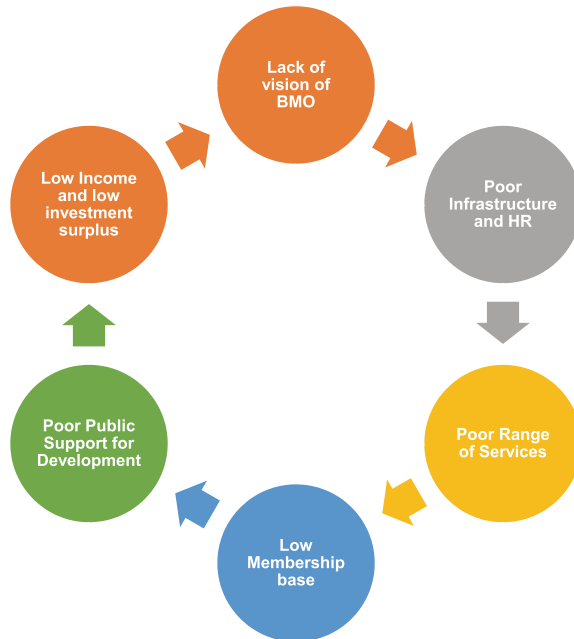 Lack of
vision of
BMO
Poor
Infrastructure
and HR
Poor Range
of Services
Low
Membership
base
Poor Public
Support for
Development
Low Income
and low
investment
surplus